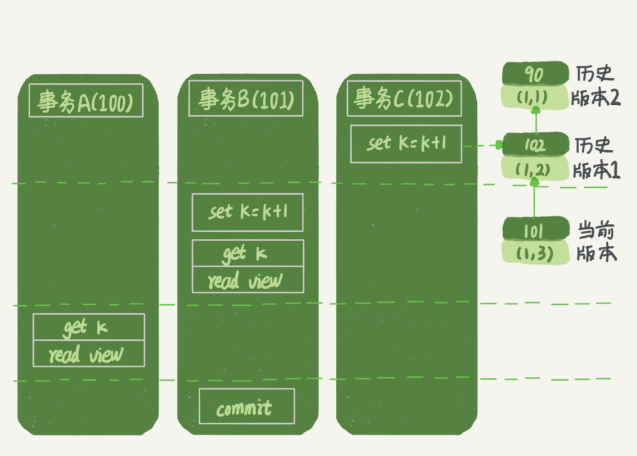 事务A(100)
事务B(101)
事务C(102)
90
历史
(1,1)
版本2
set k=k+1
102
历史
(1,2)
版本1
set k=k+1
101
当前
(1,3)
版本
get k
read view
get k
read view
commit